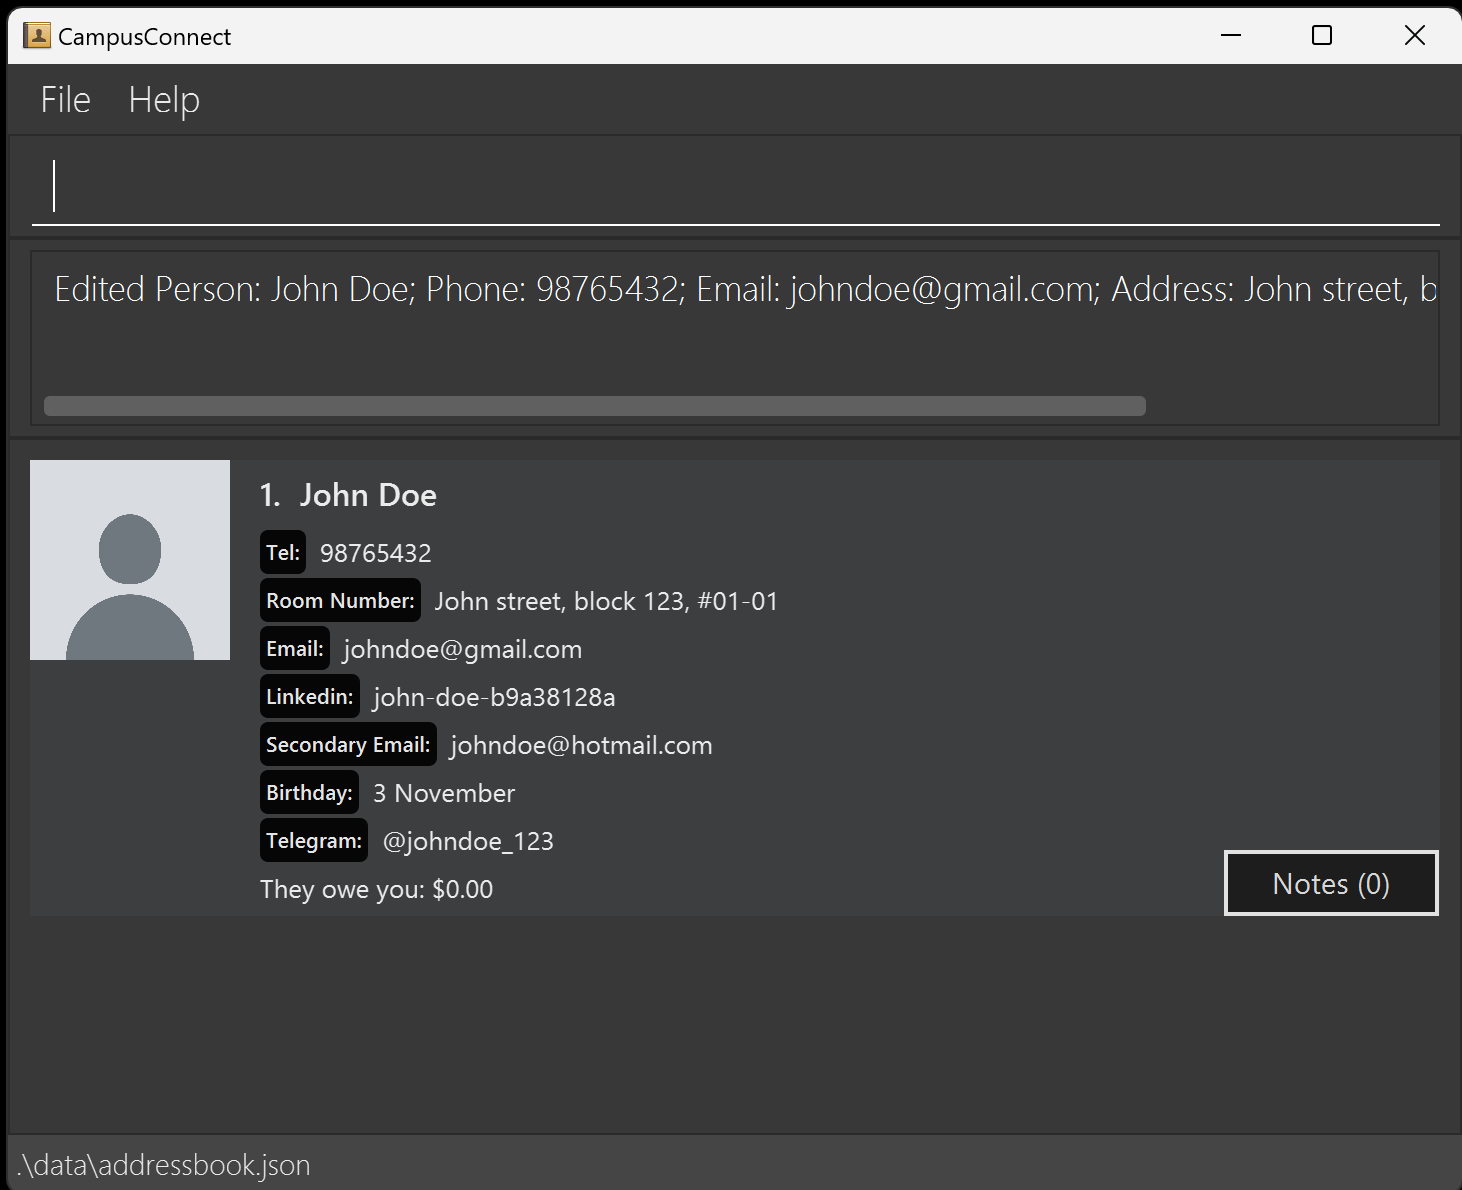 CampusConnect
File Help
Edited Person: John Doe; Phone: 98765432; Email: johndoe@gmail.com; Address: John street, b
1. John Doe
Tel: 98765432
Room Number: John street, block 123, #01-01
Email: johndoe@gmail.com
Linkedin: john-doe-b9a38128a
Secondary Email: johndoe@hotmail.com
Birthday: 3 November
Telegram: @johndoe_123
They owe you: $0.00
Notes (0)
.\data\addressbook.json